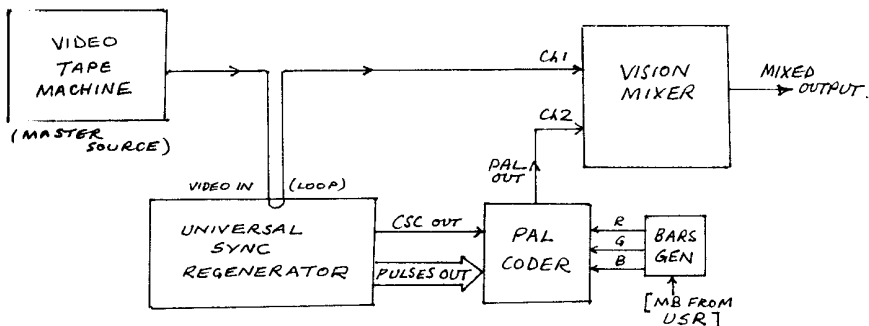 VIDEO
TAPE
MACHINE
(MASTER
SOURCE)
Ch1
Ch2
VISION
MIXER
MIXED
OUTPUT.
PAL
OUT
VIDEO IN
(LOOP)
UNIVERSAL
SYNC
REGENERATOR
CSC OUT
PULSES OUT
PAL
CODER
R
G
B
BARS
GEN
[MB FROM
USR]